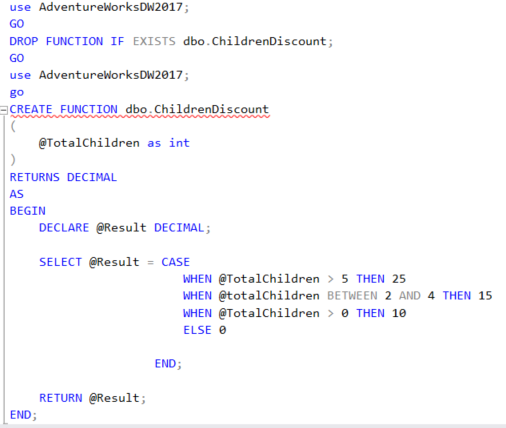 use AdventureWorksDW2017;
GO
DROP FUNCTION IF EXISTS dbo.ChildrenDiscount;
GO
use AdventureWorksDW2017;
go
CREATE FUNCTION dbo.ChildrenDiscount
(
    @TotalChildren as int
)
RETURNS DECIMAL
AS
BEGIN
    DECLARE @Result DECIMAL;
    SELECT @Result = CASE
                        WHEN @TotalChildren > 5 THEN 25
                        WHEN @totalChildren BETWEEN 2 AND 4 THEN 15
                        WHEN @TotalChildren > 0 THEN 10
                        ELSE 0
                    END;
    RETURN @Result;
END;